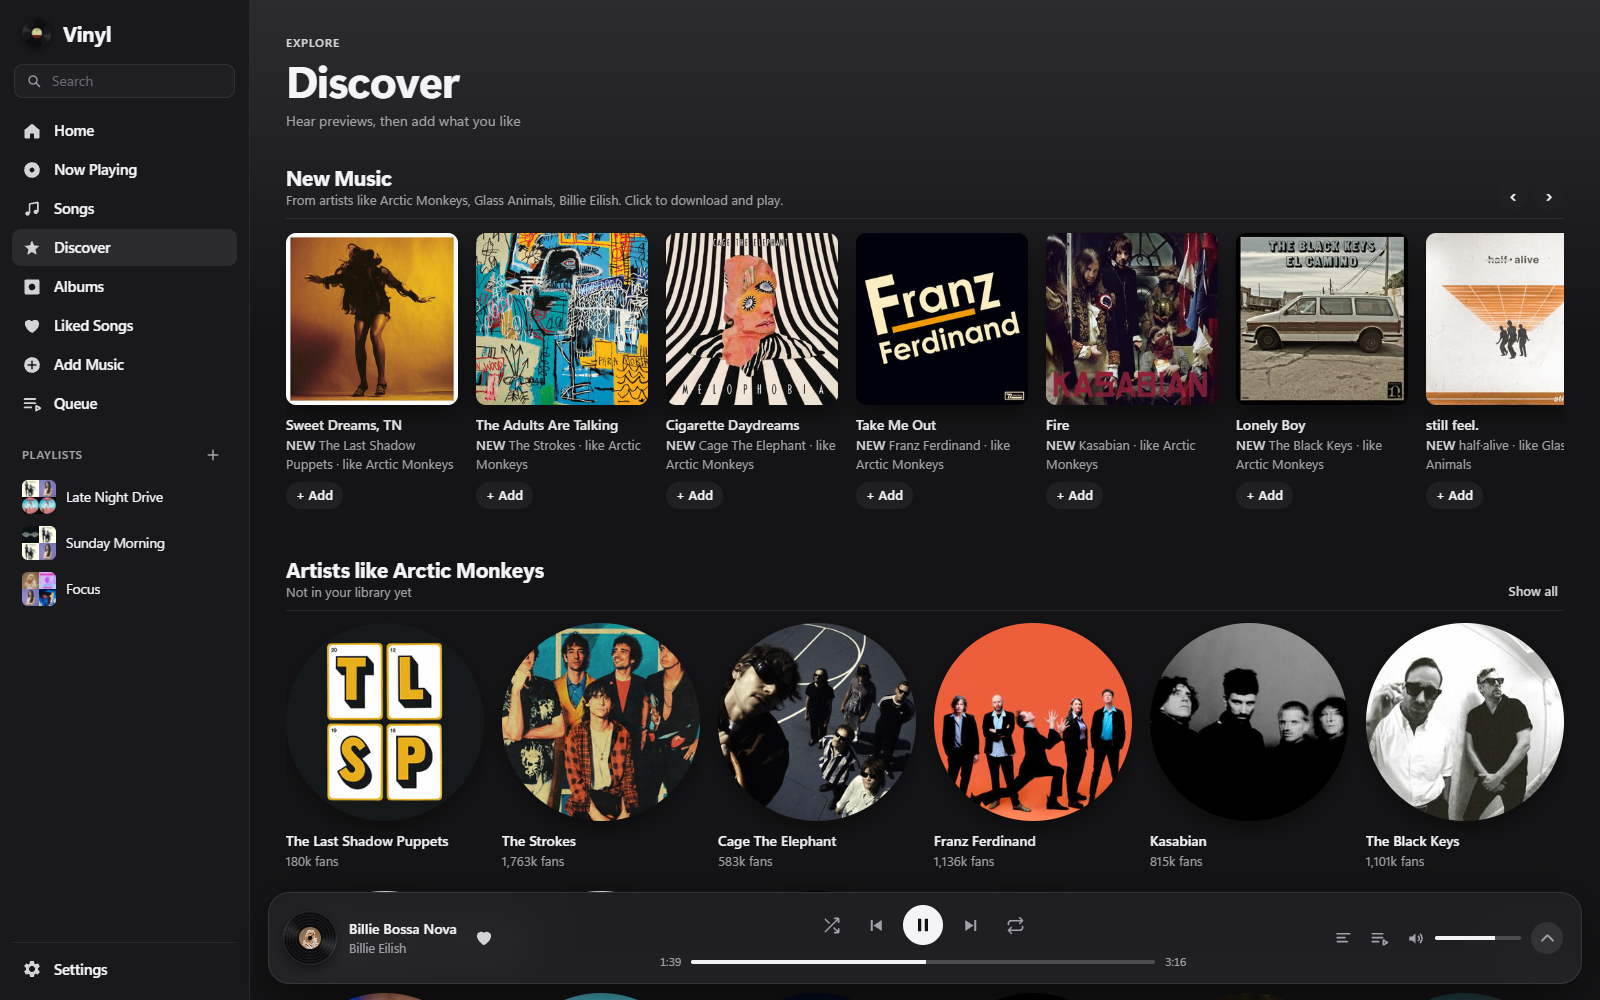 Vinyl
Search
Home
Now Playing
Songs
Discover
Albums
Liked Songs
Add Music
Queue
PLAYLISTS
Late Night Drive
Sunday Morning
Focus
Settings
EXPLORE
Discover
Hear previews, then add what you like
New Music
From artists like Arctic Monkeys, Glass Animals, Billie Eilish. Click to download and play.
CAGE THE ELEPHANT
MELOPHOBIA
Franz
Ferdinand
KASABIAN
THE BLACK KEYS
EL CAMINO
half•alive
Sweet Dreams, TN
NEW The Last Shadow
Puppets · like Arctic Monkeys
+ Add
The Adults Are Talking
NEW The Strokes · like Arctic
Monkeys
+ Add
Cigarette Daydreams
NEW Cage The Elephant · like
Arctic Monkeys
+ Add
Take Me Out
NEW Franz Ferdinand · like
Arctic Monkeys
+ Add
Fire
NEW Kasabian · like Arctic
Monkeys
+ Add
Lonely Boy
NEW The Black Keys · like
Arctic Monkeys
+ Add
still feel.
NEW half·alive · like Glas
Animals
+ Add
Artists like Arctic Monkeys
Not in your library yet
Show all
T L
S P
The Last Shadow Puppets
180k fans
The Strokes
1,763k fans
Cage The Elephant
583k fans
Franz Ferdinand
1,136k fans
Kasabian
815k fans
The Black Keys
1,101k fans
Billie Bossa Nova
Billie Eilish
1:39
3:16